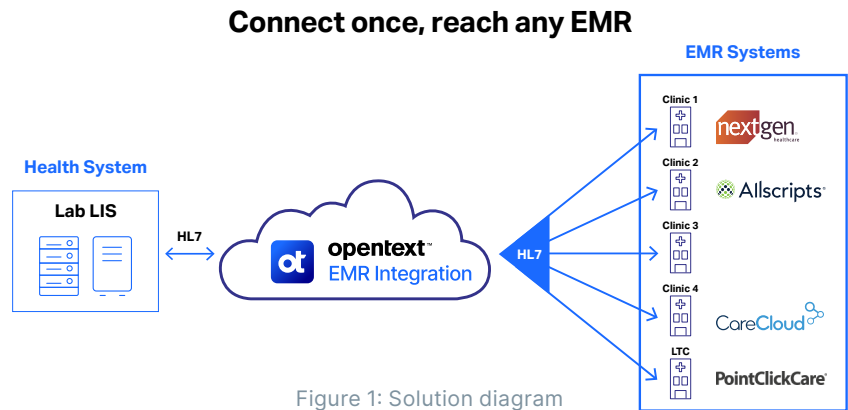 Connect once, reach any EMR
EMR Systems
Clinic 1
nextgen
healthcare
Clinic 2
Allscripts®
Health System
Lab LIS
HL7
opentext™
EMR Integration
ot
HL7
Clinic 3
Clinic 4
CareCloud
LTC
PointClickCare®
Figure 1: Solution diagram